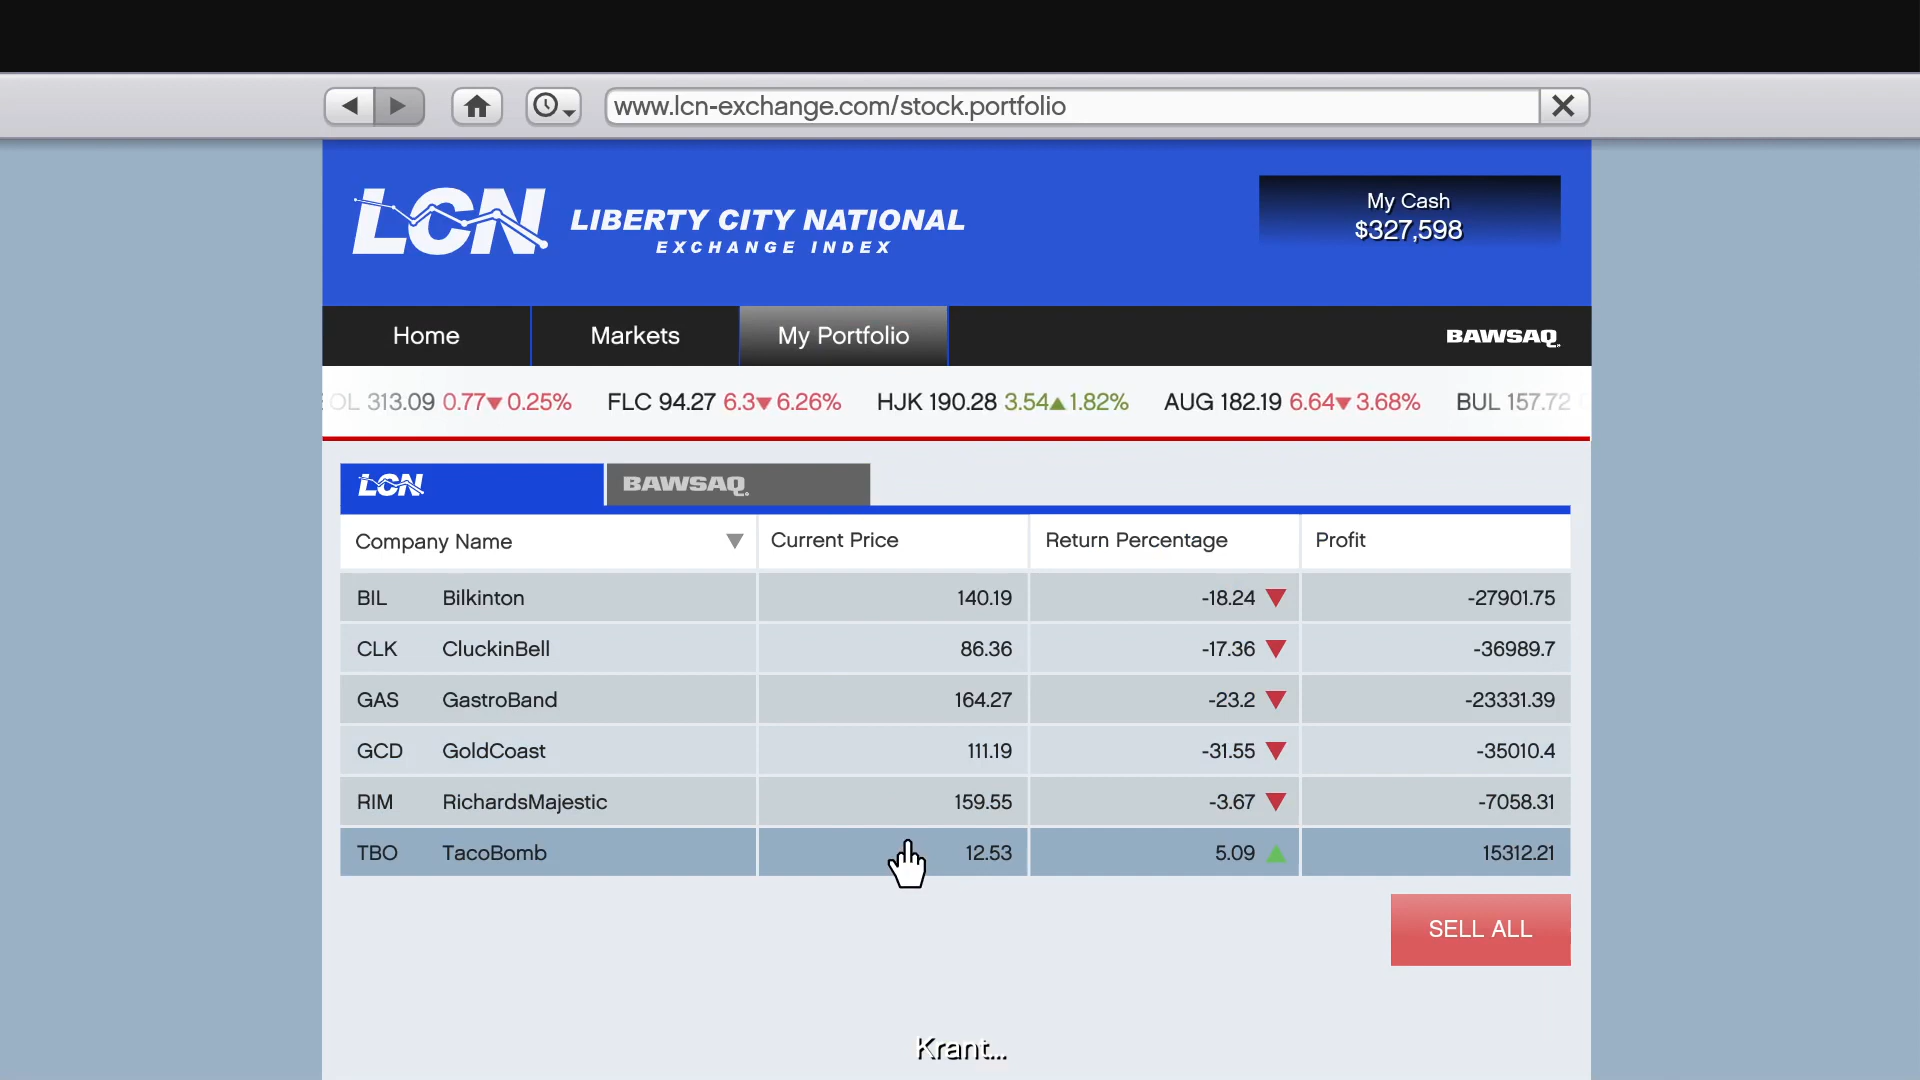 www.lcn-exchange.com/stock.portfolio
LCN LIBERTY CITY NATIONAL
EXCHANGE INDEX
My Cash
$327,598
Home Markets My Portfolio BAWSAQ
OL 313.09 0.77▼0.25% FLC 94.27 6.3▼6.26% HJK 190.28 3.54▲1.82% AUG 182.19 6.64▼3.68% BUL 157.72
LCN BAWSAQ
Company Name ▼ Current Price Return Percentage Profit
BIL Bilkinton 140.19 -18.24 ▼ -27901.75
CLK CluckinBell 86.36 -17.36 ▼ -36989.7
GAS GastroBand 164.27 -23.2 ▼ -23331.39
GCD GoldCoast 111.19 -31.55 ▼ -35010.4
RIM RichardsMajestic 159.55 -3.67 ▼ -7058.31
TBO TacoBomb 12.53 5.09 ▲ 15312.21
SELL ALL
Krant...